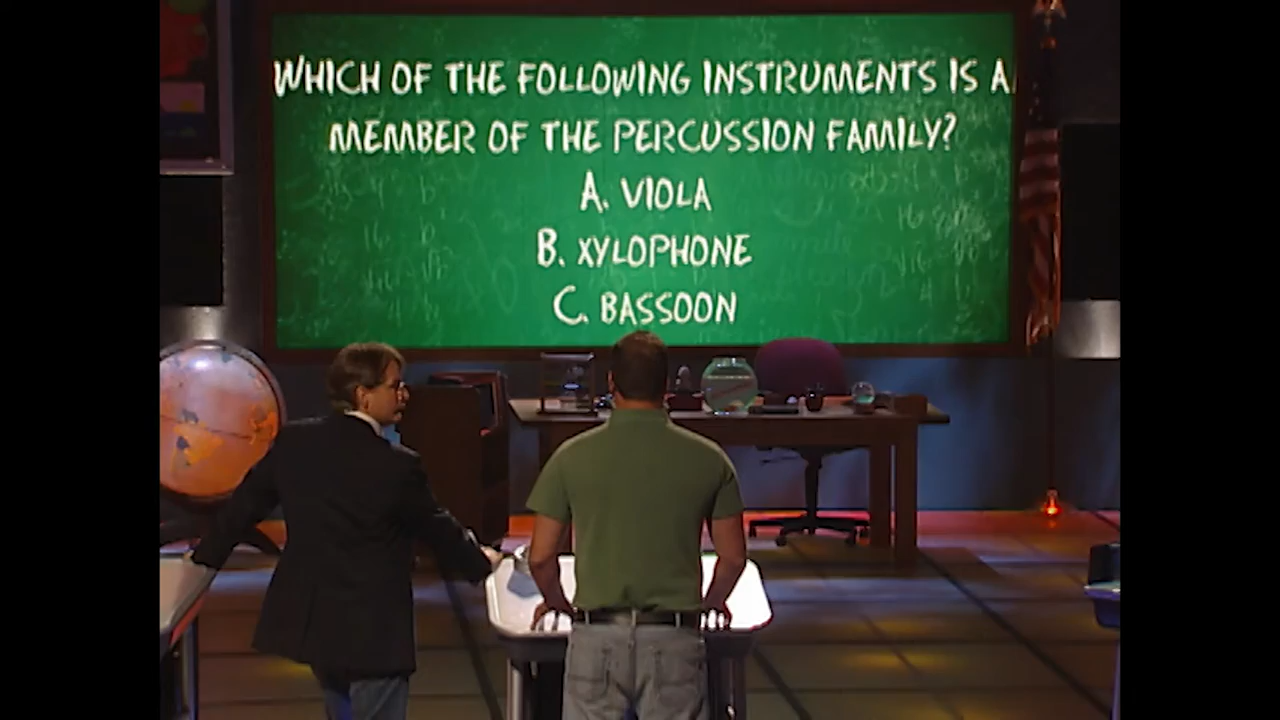 WHICH OF THE FOLLOWING INSTRUMENTS IS A
MEMBER OF THE PERCUSSION FAMILY?
A. VIOLA
B. XYLOPHONE
C. BASSOON